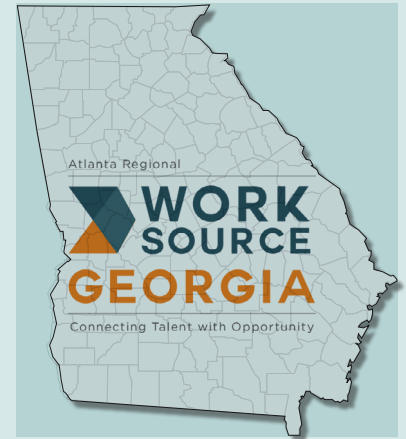 Atlanta Regional
WORK
SOURCE
GEORGIA
Connecting Talent with Opportunity